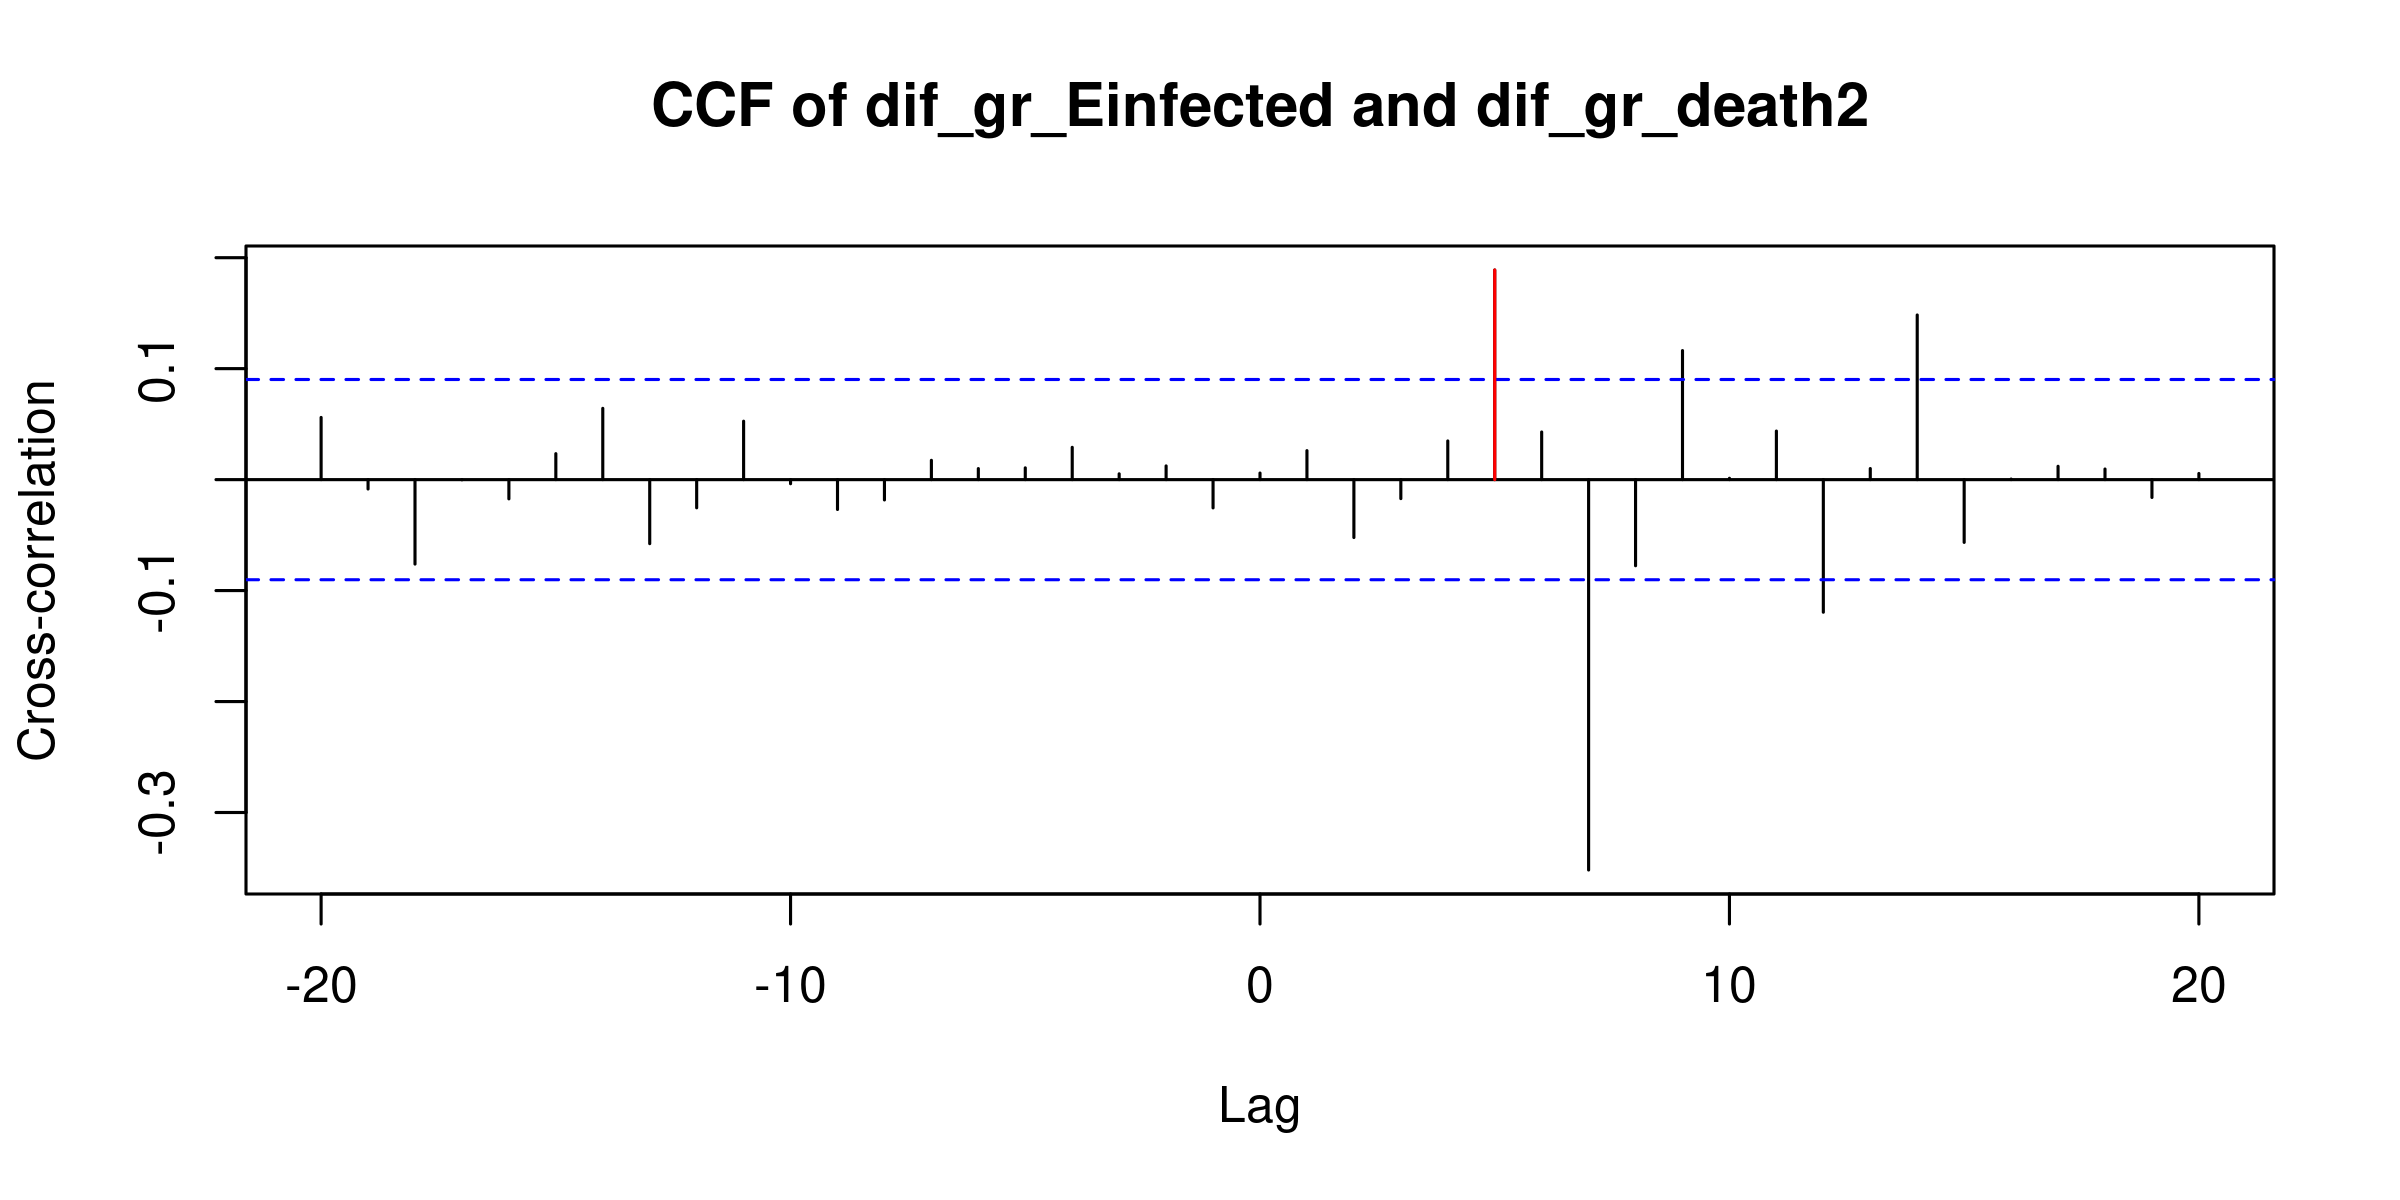 CCF of dif_gr_Einfected and dif_gr_death2
Cross-correlation
0.1
-0.1
-0.3
-20 -10 0 10 20
Lag